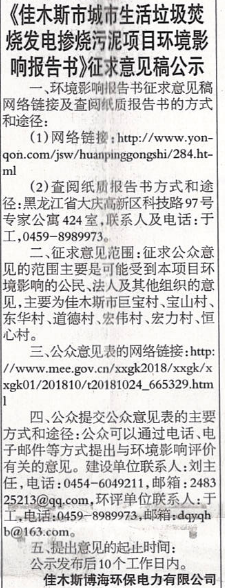 《佳木斯市城市生活垃圾焚
烧发电掺烧污泥项目环境影
响报告书》征求意见稿公示
一、环境影响报告书征求意见稿
网络链接及查阅纸质报告书的方式
和途径：
(1)网络链接：http://www.yon-
qon.com/jsw/huanpinggongshi/284.ht-
ml
(2)查阅纸质报告书方式和途
径：黑龙江省大庆高新区科技路97号
专家公寓424室，联系人及电话：于
工，0459-8989973。
二、征求意见范围：征求公众意
见的范围主要是可能受到本项目环
境影响的公民、法人及其他组织的意
见，主要为佳木斯市巨宝村、宝山村、
东华村、道德村、宏伟村、宏力村、恒
心村。
三、公众意见表的网络链接：http:
//www.mee.gov.cn/xxgk2018/xxgk/x
xgk01/201810/t20181024_665329.htm
l
四、公众提交公众意见表的主要
方式和途径：公众可以通过电话、电
子邮件等方式提出与环境影响评价
有关的意见。建设单位联系人：刘主
任，电话：0454-6049211，邮箱：2483
25213@qq.com，环评单位联系人：于
工，电话：0459-8989973，邮箱：dqyqh
b@163.com。
五、提出意见的起止时间：
公示发布后10个工作日内。
佳木斯博海环保电力有限公司